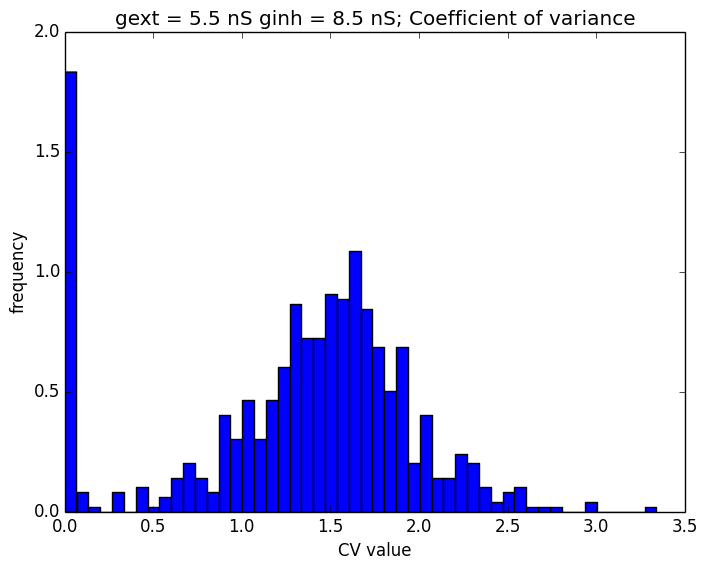 gext = 5.5 nS ginh = 8.5 nS; Coefficient of variance
2.0
1.5
1.0
0.5
0.0
frequency
0.0 0.5 1.0 1.5 2.0 2.5 3.0 3.5
CV value